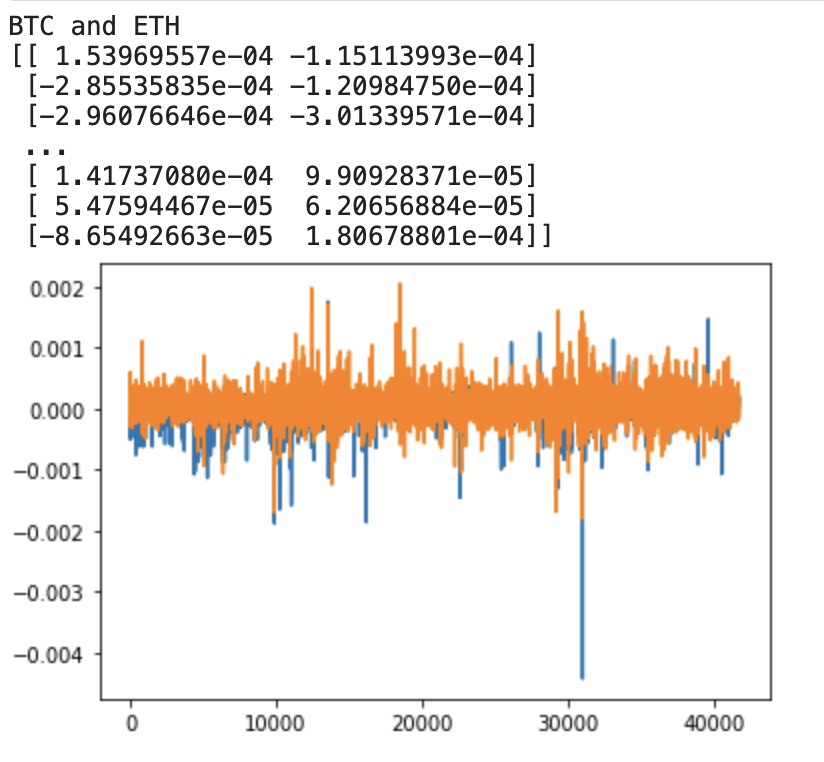 BTC and ETH
[[ 1.53969557e-04 -1.15113993e-04]
 [-2.85535835e-04 -1.20984750e-04]
 [-2.96076646e-04 -3.01339571e-04]
 ...
 [ 1.41737080e-04  9.90928371e-05]
 [ 5.47594467e-05  6.20656884e-05]
 [-8.65492663e-05  1.80678801e-04]]
0.002
0.001
0.000
−0.001
−0.002
−0.003
−0.004
0 10000 20000 30000 40000